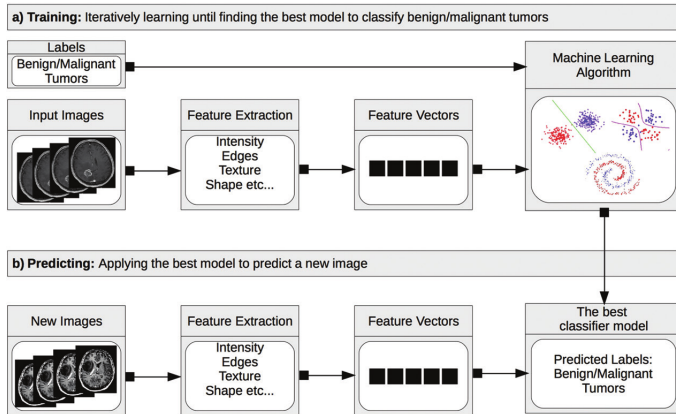 a) Training: Iteratively learning until finding the best model to classify benign/malignant tumors
Labels
Benign/Malignant
Tumors
Machine Learning
Algorithm
Input Images
Feature Extraction
Intensity
Edges
Texture
Shape etc...
Feature Vectors
b) Predicting: Applying the best model to predict a new image
New Images
Feature Extraction
Intensity
Edges
Texture
Shape etc...
Feature Vectors
The best
classifier model
Predicted Labels:
Benign/Malignant
Tumors